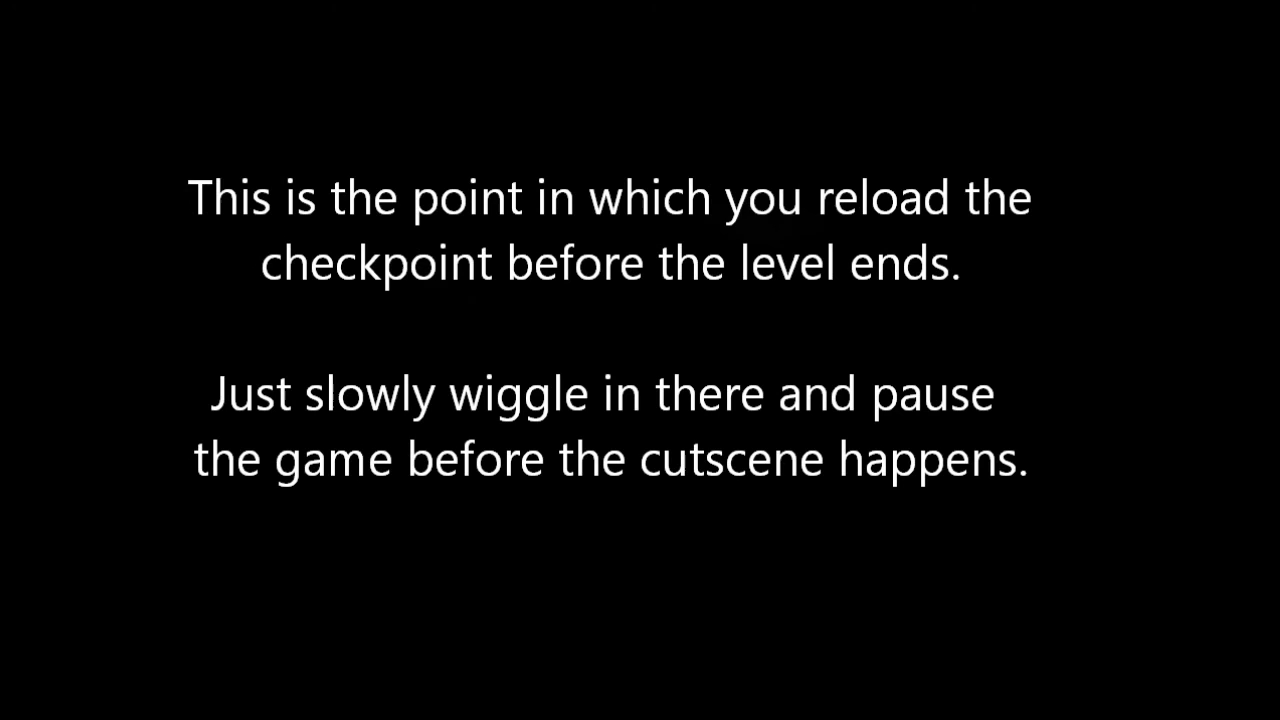 This is the point in which you reload the
checkpoint before the level ends.
Just slowly wiggle in there and pause
the game before the cutscene happens.